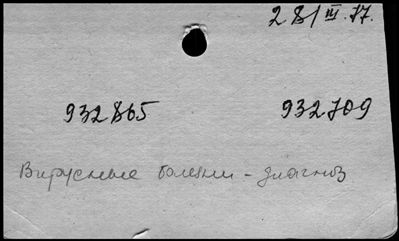 28/III.77.
932865 932709
Вирусные болезни - диагноз